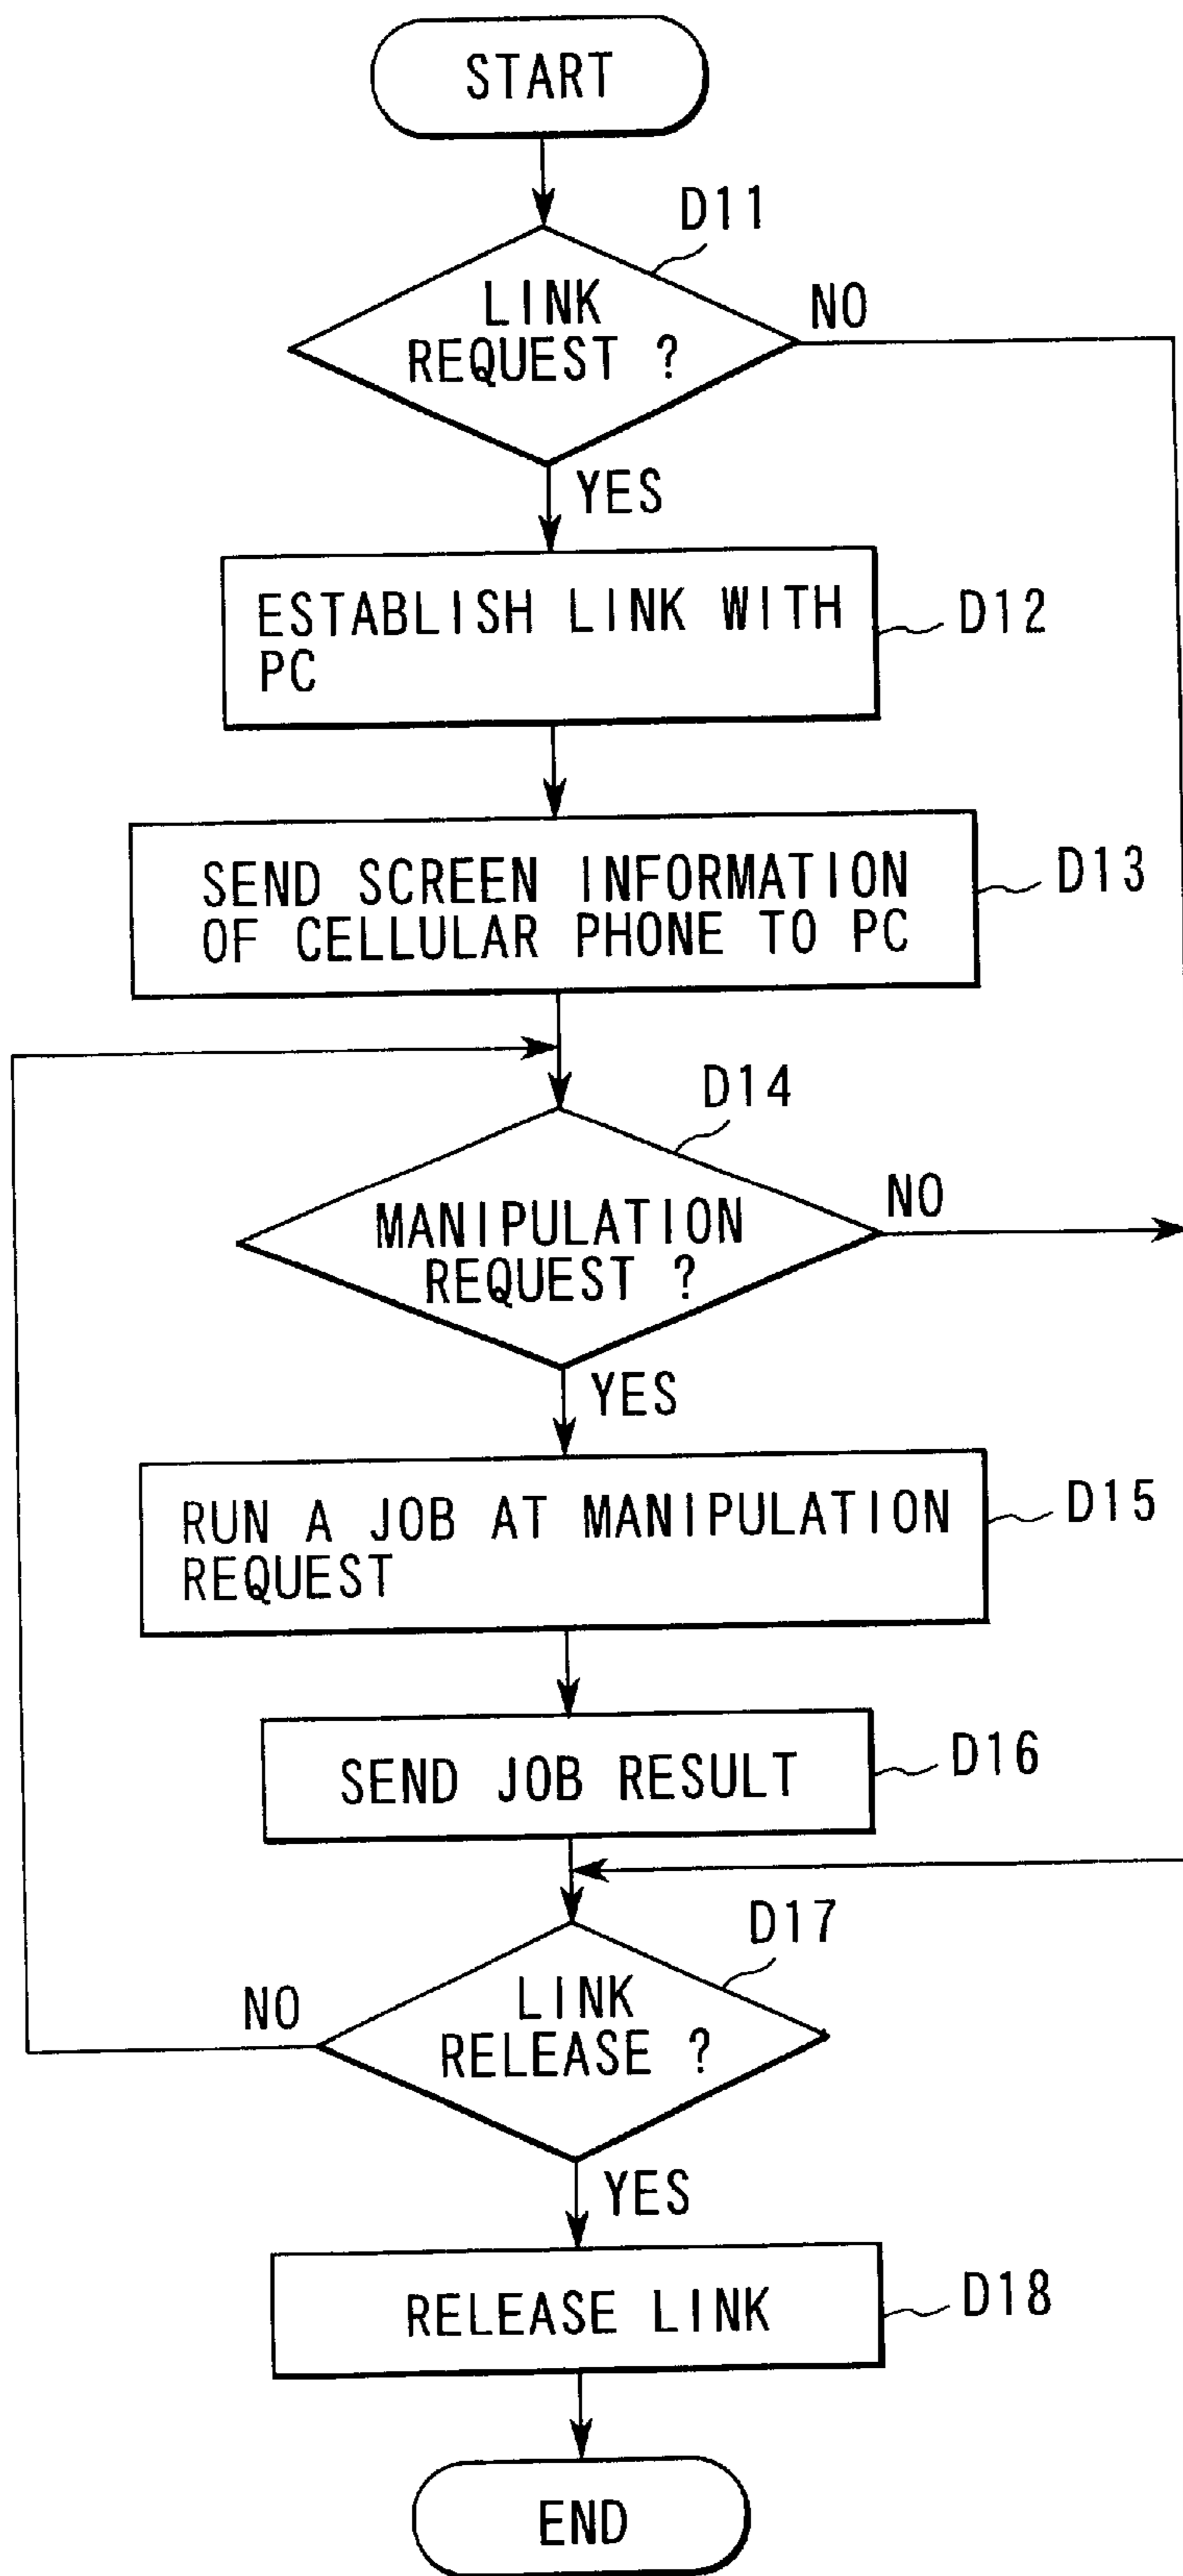 START
D11
LINK
REQUEST ?
NO
YES
ESTABLISH LINK WITH
PC
D12
SEND SCREEN INFORMATION
OF CELLULAR PHONE TO PC
D13
D14
MANIPULATION
REQUEST ?
NO
YES
RUN A JOB AT MANIPULATION
REQUEST
D15
SEND JOB RESULT
D16
D17
LINK
RELEASE ?
NO
YES
RELEASE LINK
D18
END